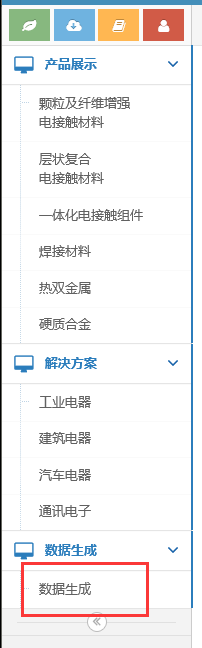 产品展示
颗粒及纤维增强
电接触材料
层状复合
电接触材料
一体化电接触组件
焊接材料
热双金属
硬质合金
解决方案
工业电器
建筑电器
汽车电器
通讯电子
数据生成
数据生成